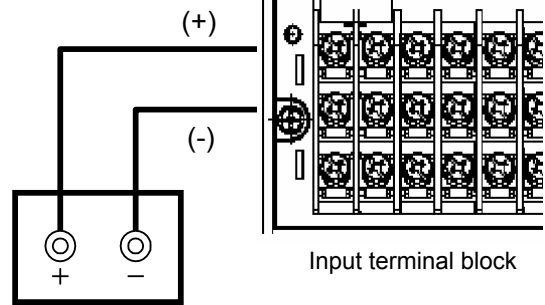 (+)
(-)
+ −
Input terminal block